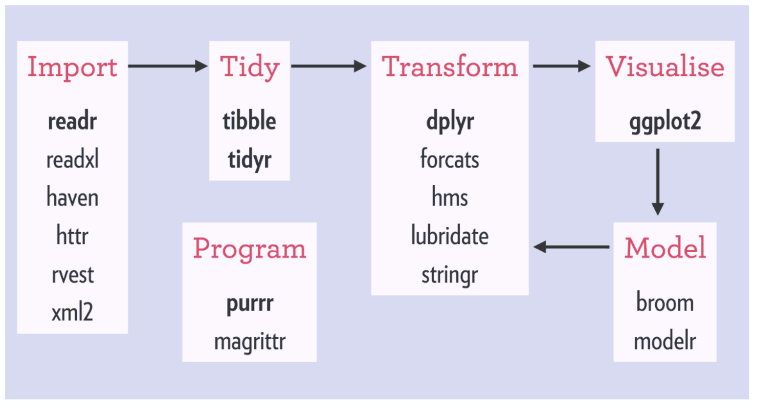 Import
readr
readxl
haven
httr
rvest
xml2
Tidy
tibble
tidyr
Transform
dplyr
forcats
hms
lubridate
stringr
Visualise
ggplot2
Program
purrr
magrittr
Model
broom
modelr